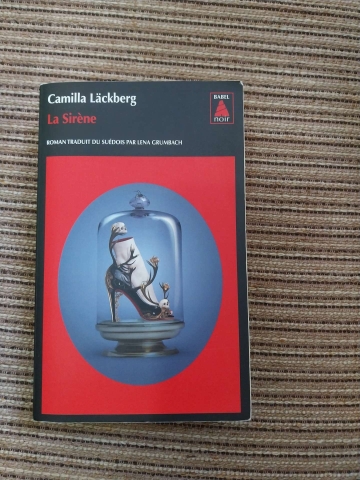 Camilla Läckberg
La Sirène
ROMAN TRADUIT DU SUÉDOIS PAR LENA GRUMBACH
BABEL
noir